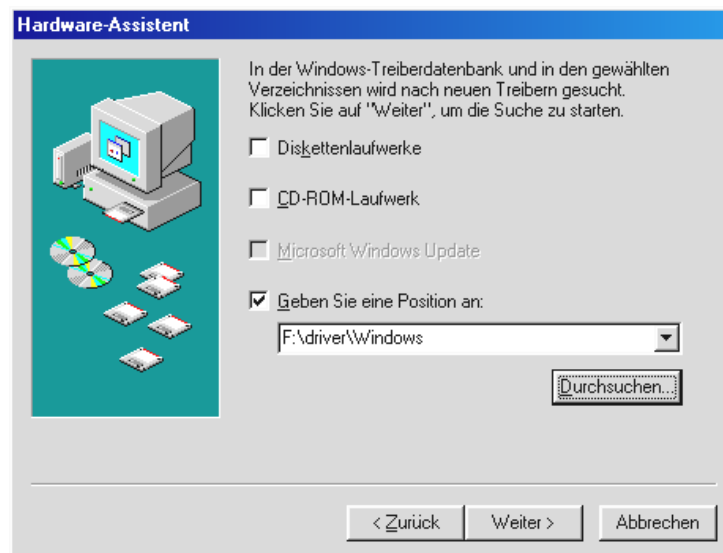 Hardware-Assistent
In der Windows-Treiberdatenbank und in den gewählten
Verzeichnissen wird nach neuen Treibern gesucht.
Klicken Sie auf "Weiter", um die Suche zu starten.
Diskettenlaufwerke
CD-ROM-Laufwerk
Microsoft Windows Update
Geben Sie eine Position an:
F:\driver\Windows
Durchsuchen...
< Zurück
Weiter >
Abbrechen